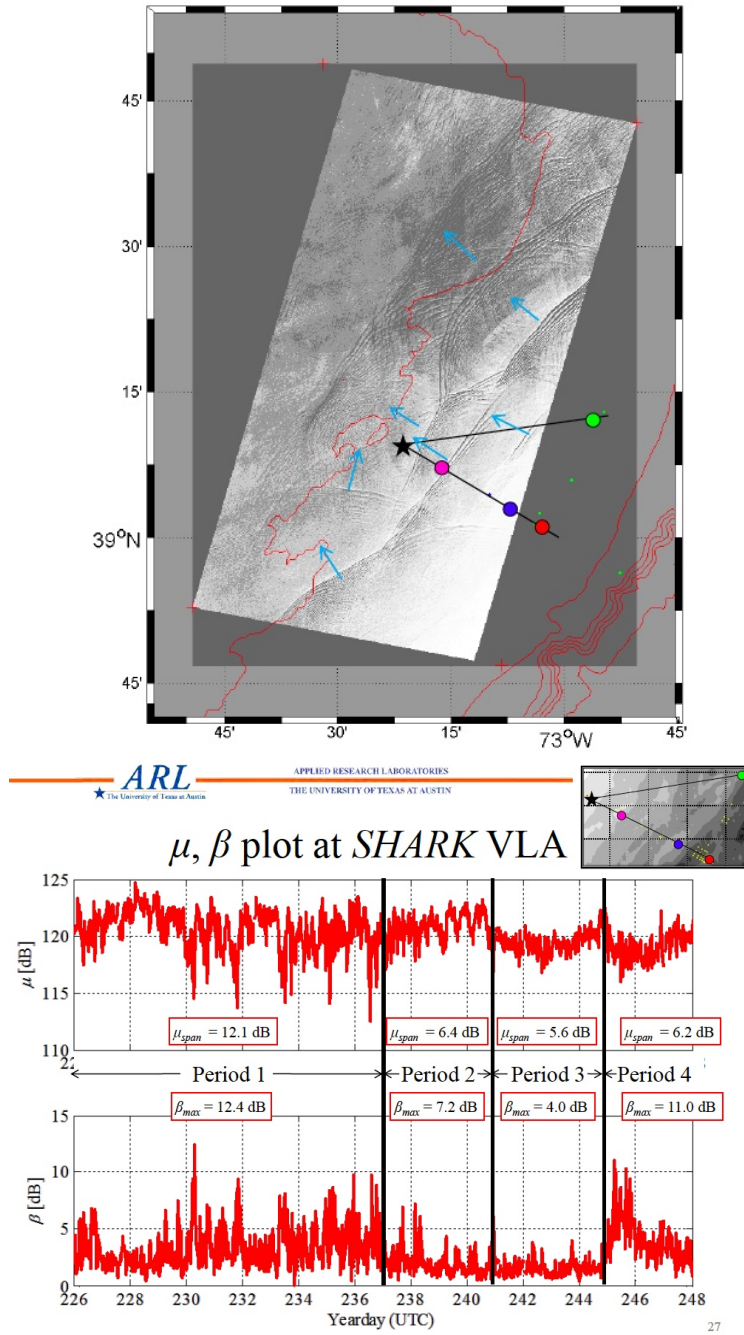 45'
30'
15'
39°N
45'
45'
30'
15'
73°W
45'
ARL
The University of Texas at Austin
APPLIED RESEARCH LABORATORIES
THE UNIVERSITY OF TEXAS AT AUSTIN
μ, β plot at SHARK VLA
125
120
115
110
μ [dB]
μspan = 12.1 dB
μspan = 6.4 dB
μspan = 5.6 dB
μspan = 6.2 dB
Period 1
Period 2
Period 3
Period 4
βmax = 12.4 dB
βmax = 7.2 dB
βmax = 4.0 dB
βmax = 11.0 dB
15
10
5
0
β [dB]
226 228 230 232 234 236 238 240 242 244 246 248
Yearday (UTC)
27